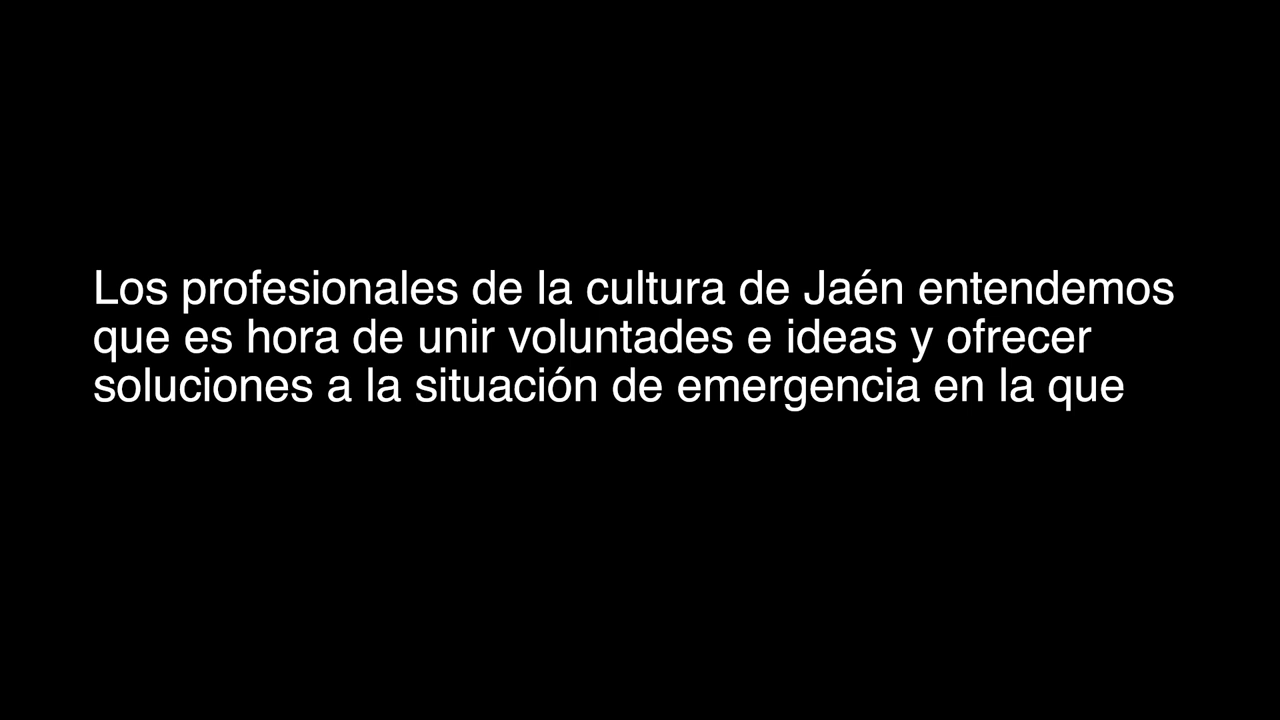 Los profesionales de la cultura de Jaén entendemos
que es hora de unir voluntades e ideas y ofrecer
soluciones a la situación de emergencia en la que